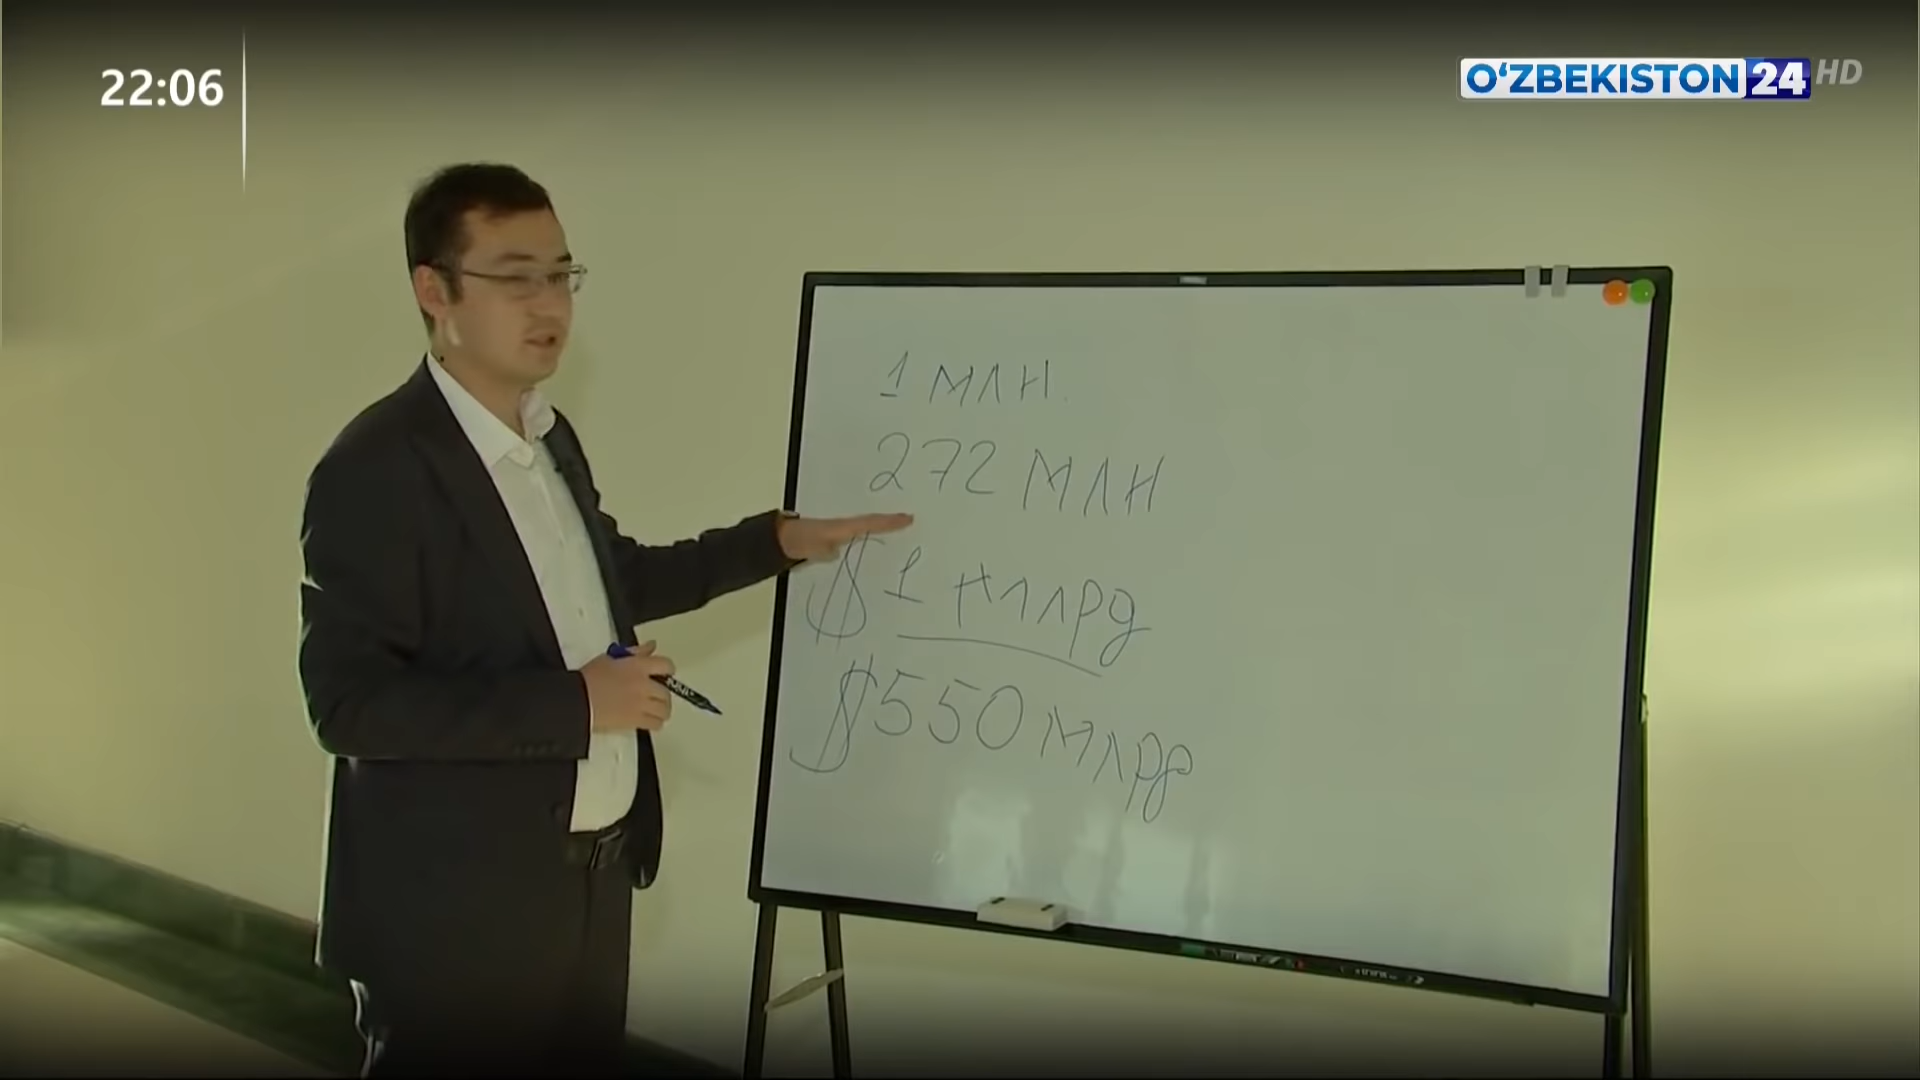 22:06
O‘ZBEKISTON 24 HD
1 млн.
272 млн
$1 млрд
$550 млрд